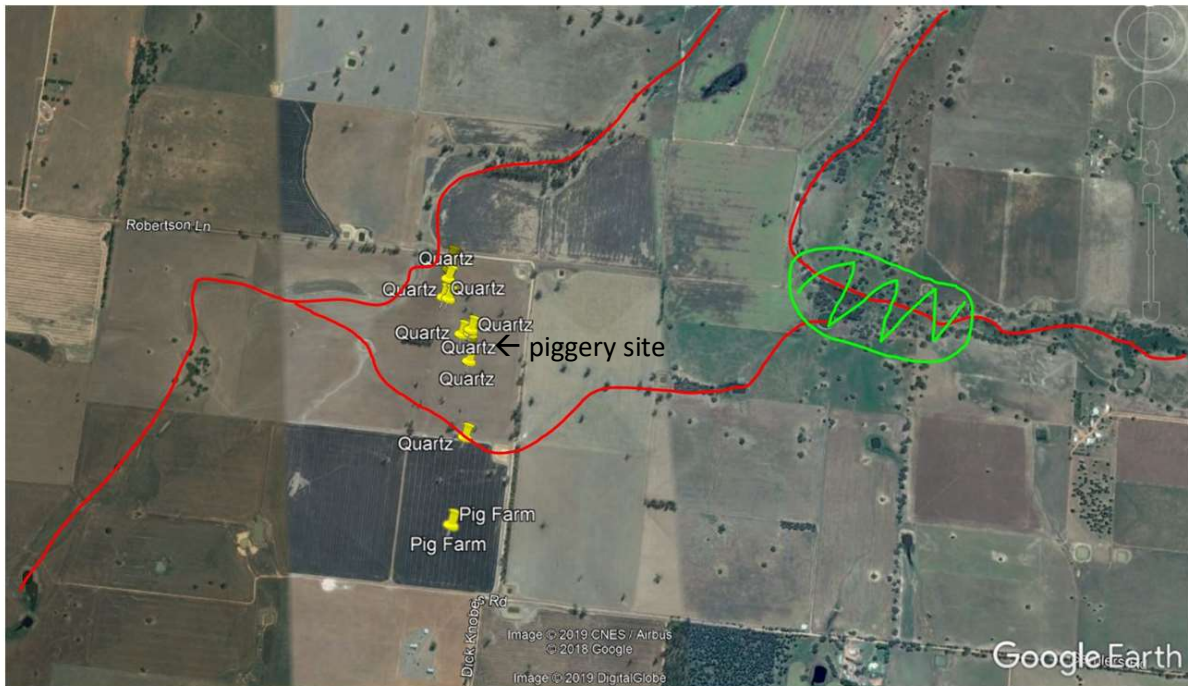 Robertson Ln
Quartz
Quartz Quartz
Quartz Quartz
Quartz ← piggery site
Quartz
Quartz
Pig Farm
Pig Farm
Rd
Dick Knobel
Image © 2019 CNES / Airbus
© 2018 Google
Image © 2019 DigitalGlobe
Google Earth